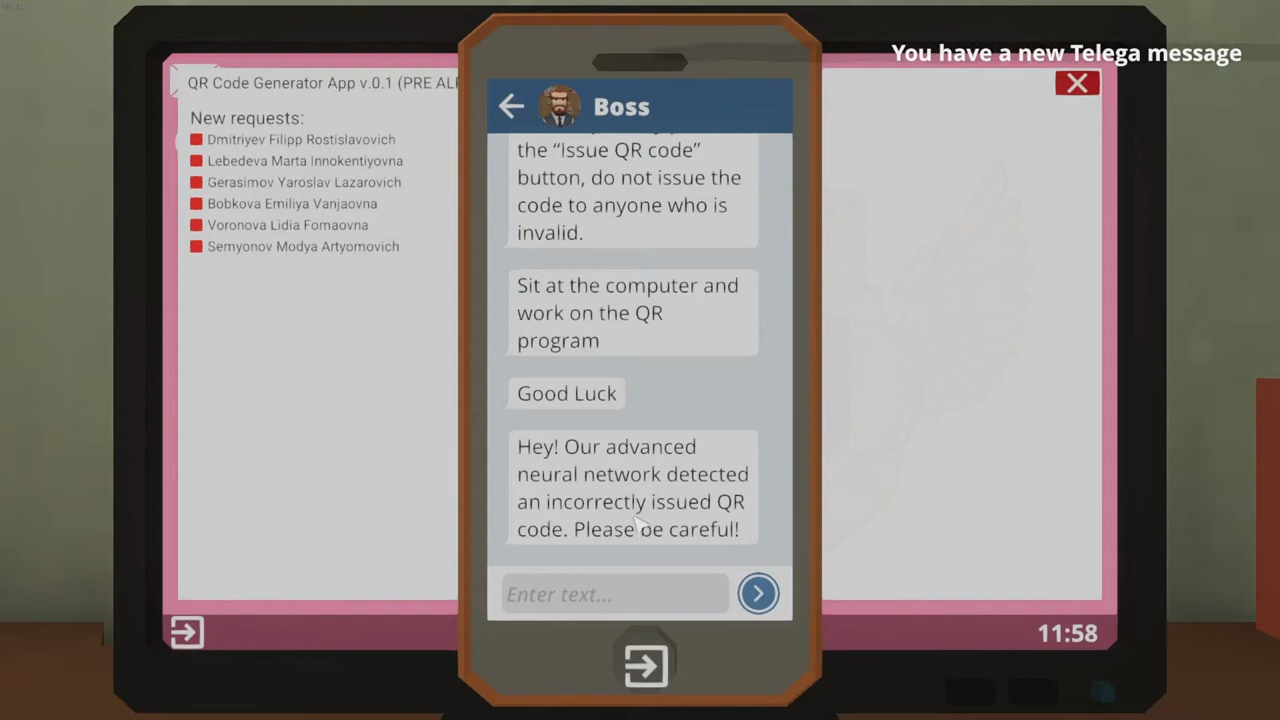 You have a new Telega message
QR Code Generator App v.0.1 (PRE AL
New requests:
Dmitriyev Filipp Rostislavovich
Lebedeva Marta Innokentiyovna
Gerasimov Yaroslav Lazarovich
Bobkova Emiliya Vanjaovna
Voronova Lidia Fomaovna
Semyonov Modya Artyomovich
Boss
the “Issue QR code”
button, do not issue the
code to anyone who is
invalid.
Sit at the computer and
work on the QR
program
Good Luck
Hey! Our advanced
neural network detected
an incorrectly issued QR
code. Please be careful!
Enter text...
11:58